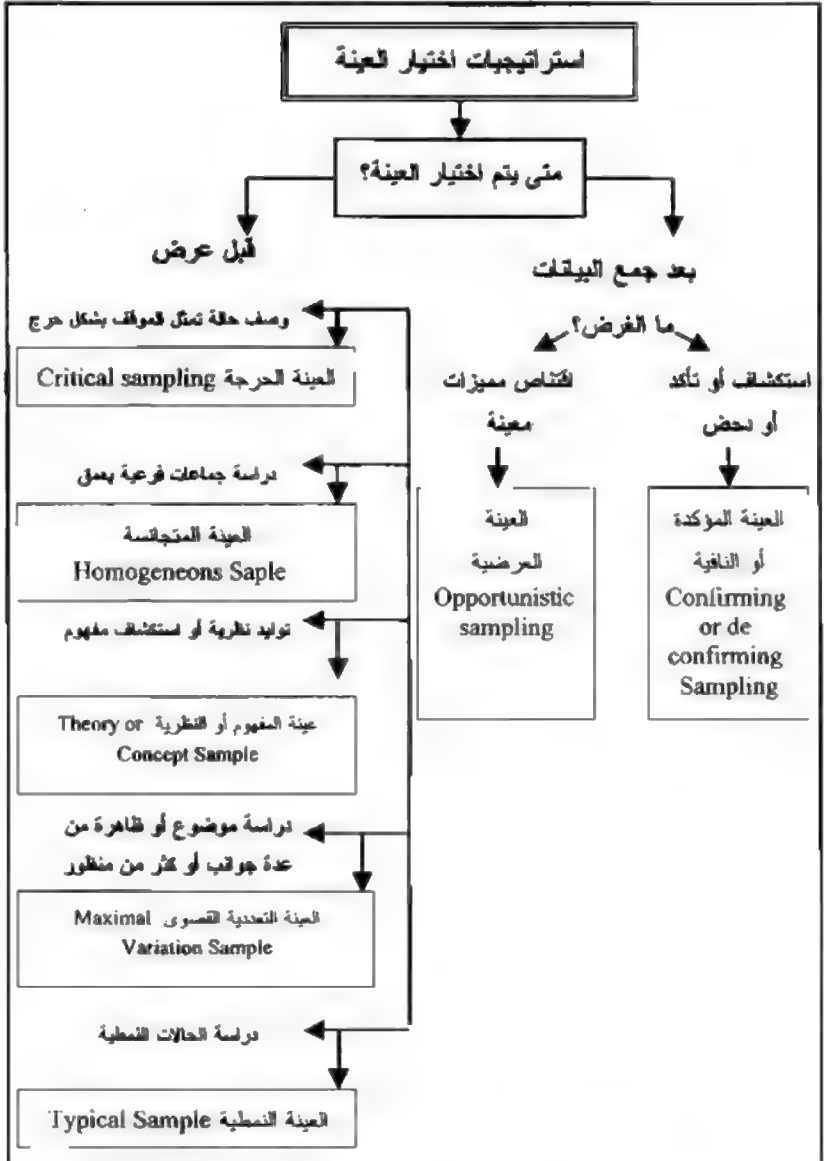 استراتيجيات اختيار العينة
متى يتم اختيار العينة؟
قبل عرض
بعد جمع البيانات
ما الغرض؟
استكشاف أو تأكد
أو دحض
العينة المؤكدة
أو النافية
Confirming
or de
confirming
Sampling
اقتناص مميزات
معينة
العينة
العرضية
Opportunistic
sampling
وصف حالة تمثل الموقف بشكل حرج
العينة الحرجة Critical sampling
دراسة جماعات فرعية بعمق
العينة المتجانسة
Homogeneons Saple
توليد نظرية أو استكشاف مفهوم
عينة المفهوم أو النظرية Theory or
Concept Sample
دراسة موضوع أو ظاهرة من
عدة جوانب أو كثر من منظور
العينة التعددية القصوى Maximal
Variation Sample
دراسة الحالات النمطية
العينة النمطية Typical Sample